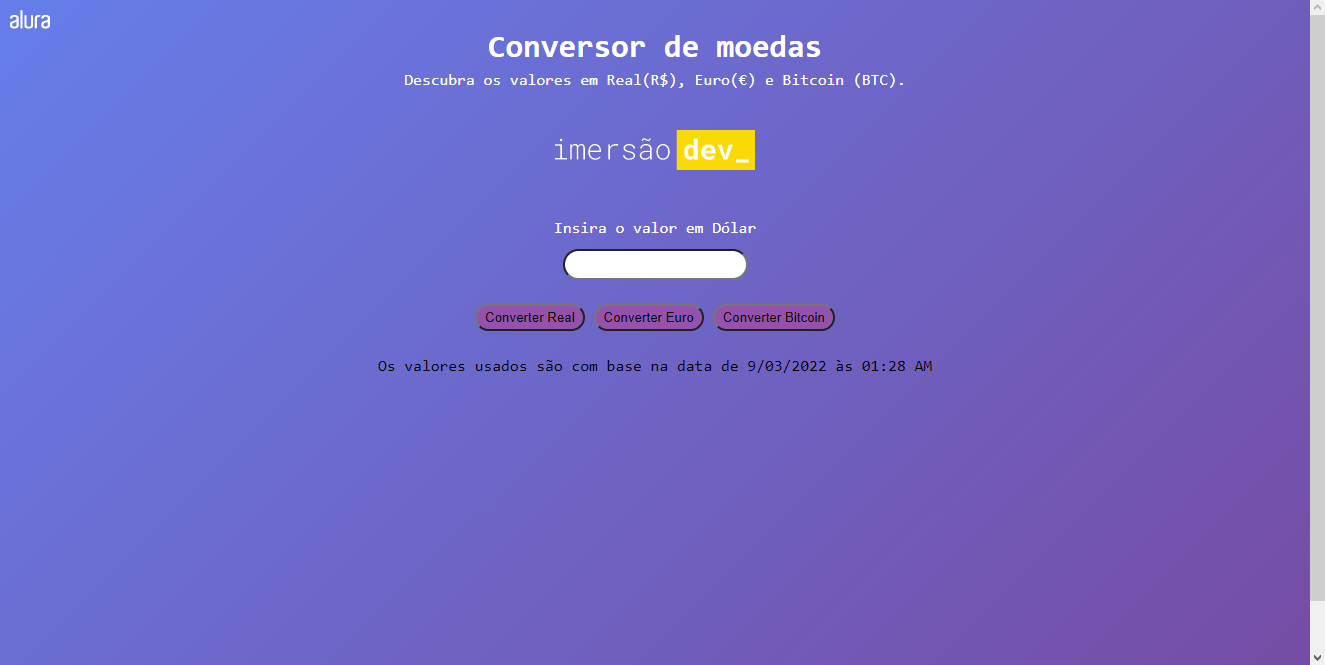 alura
Conversor de moedas
Descubra os valores em Real(R$), Euro(€) e Bitcoin (BTC).
imersão dev_
Insira o valor em Dólar
Converter Real Converter Euro Converter Bitcoin
Os valores usados são com base na data de 9/03/2022 às 01:28 AM